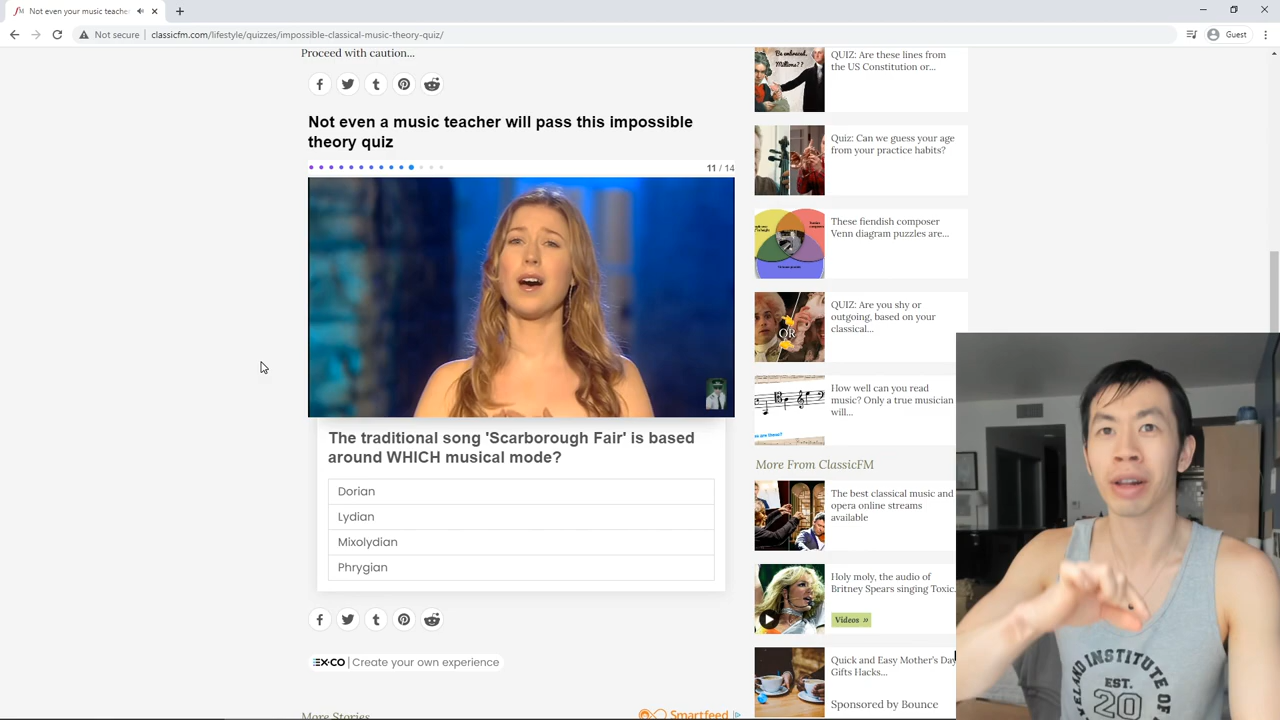 Not even your music teacher
Not secure
classicfm.com/lifestyle/quizzes/impossible-classical-music-theory-quiz/
Guest
Proceed with caution...
Not even a music teacher will pass this impossible
theory quiz
11 / 14
The traditional song 'Scarborough Fair' is based
around WHICH musical mode?
Dorian
Lydian
Mixolydian
Phrygian
EX·CO | Create your own experience
More Stories
Smartfeed
Be embraced,
Millions??
QUIZ: Are these lines from
the US Constitution or...
Quiz: Can we guess your age
from your practice habits?
These fiendish composer
Venn diagram puzzles are...
OR
QUIZ: Are you shy or
outgoing, based on your
classical...
How well can you read
music? Only a true musician
will...
More From ClassicFM
The best classical music and
opera online streams
available
Holy moly, the audio of
Britney Spears singing Toxic.
Videos »
Quick and Easy Mother's Day
Gifts Hacks...
Sponsored by Bounce
INSTITUTE OF
EST.
20